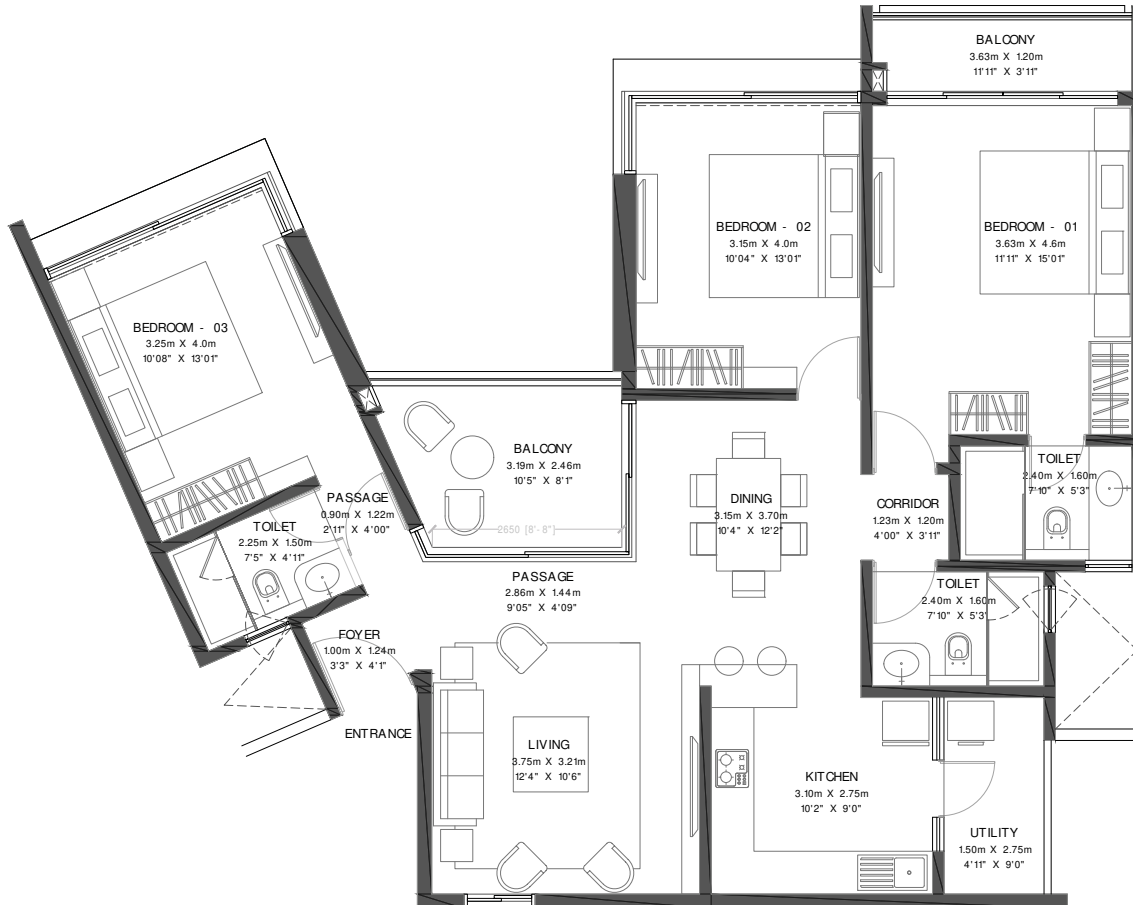 BALCONY
3.63m X 1.20m
11'11" X 3'11"
BEDROOM - 02
3.15m X 4.0m
10'04" X 13'01"
BEDROOM - 01
3.63m X 4.6m
11'11" X 15'01"
BEDROOM - 03
3.25m X 4.0m
10'08" X 13'01"
BALCONY
3.19m X 2.46m
10'5" X 8'1"
2650 [8'- 8"]
PASSAGE
0.90m X 1.22m
2'11" X 4'00"
TOILET
2.25m X 1.50m
7'5" X 4'11"
DINING
3.15m X 3.70m
10'4" X 12'2"
CORRIDOR
1.23m X 1.20m
4'00" X 3'11"
TOILET
2.40m X 1.60m
7'10" X 5'3"
PASSAGE
2.86m X 1.44m
9'05" X 4'09"
TOILET
2.40m X 1.60m
7'10" X 5'3"
FOYER
1.00m X 1.24m
3'3" X 4'1"
ENTRANCE
LIVING
3.75m X 3.21m
12'4" X 10'6"
KITCHEN
3.10m X 2.75m
10'2" X 9'0"
UTILITY
1.50m X 2.75m
4'11" X 9'0"